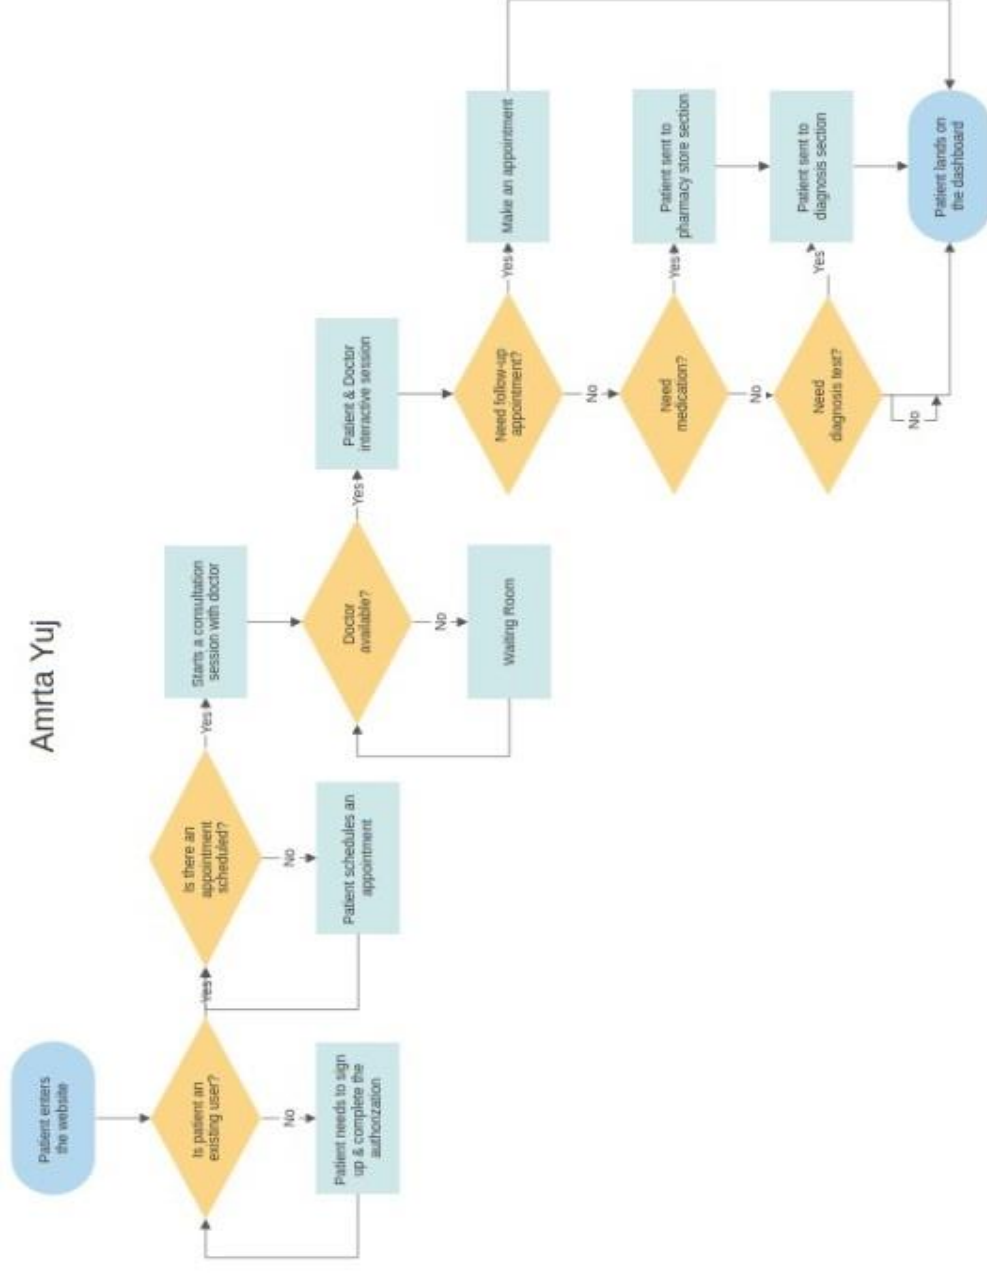 Amrta Yuj
Patient enters
the website
Is patient an
existing user?
No
Patient needs to sign
up & complete the
authorization
Yes
Is there an
appointment
scheduled?
No
Patient schedules an
appointment
Yes
Starts a consultation
session with doctor
Doctor
available?
No
Waiting Room
Yes
Patient & Doctor
interactive session
Need follow-up
appointment?
Yes
Make an appointment
No
Need
medication?
Yes
Patient sent to
pharmacy store section
No
Need
diagnosis test?
Yes
Patient sent to
diagnosis section
No
Patient lands on
the dashboard